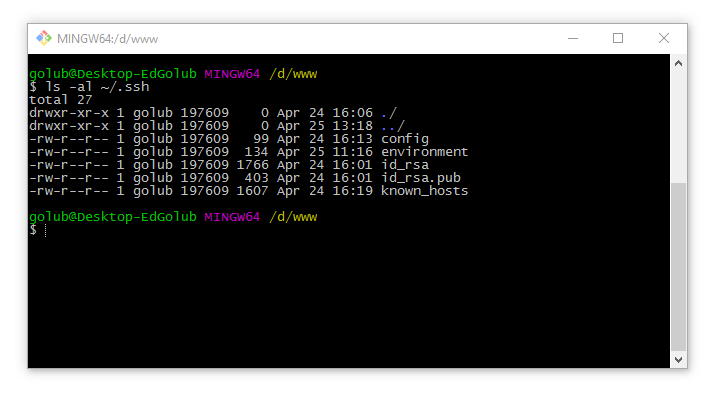 MINGW64:/d/www
golub@Desktop-EdGolub MINGW64 /d/www
$ ls -al ~/.ssh
total 27
drwxr-xr-x 1 golub 197609    0 Apr 24 16:06 ./
drwxr-xr-x 1 golub 197609    0 Apr 25 13:18 ../
-rw-r--r-- 1 golub 197609   99 Apr 24 16:13 config
-rw-r--r-- 1 golub 197609  134 Apr 25 11:16 environment
-rw-r--r-- 1 golub 197609 1766 Apr 24 16:01 id_rsa
-rw-r--r-- 1 golub 197609  403 Apr 24 16:01 id_rsa.pub
-rw-r--r-- 1 golub 197609 1607 Apr 24 16:19 known_hosts
golub@Desktop-EdGolub MINGW64 /d/www
$